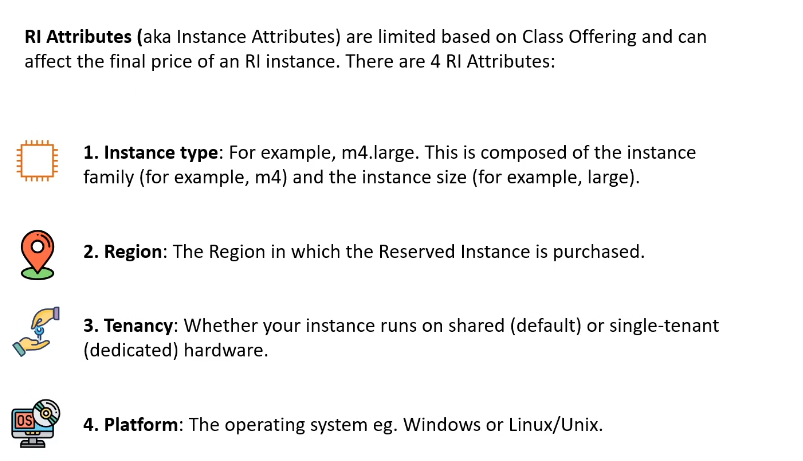 RI Attributes (aka Instance Attributes) are limited based on Class Offering and can
affect the final price of an RI instance. There are 4 RI Attributes:
1. Instance type: For example, m4.large. This is composed of the instance
family (for example, m4) and the instance size (for example, large).
2. Region: The Region in which the Reserved Instance is purchased.
3. Tenancy: Whether your instance runs on shared (default) or single-tenant
(dedicated) hardware.
OS
4. Platform: The operating system eg. Windows or Linux/Unix.